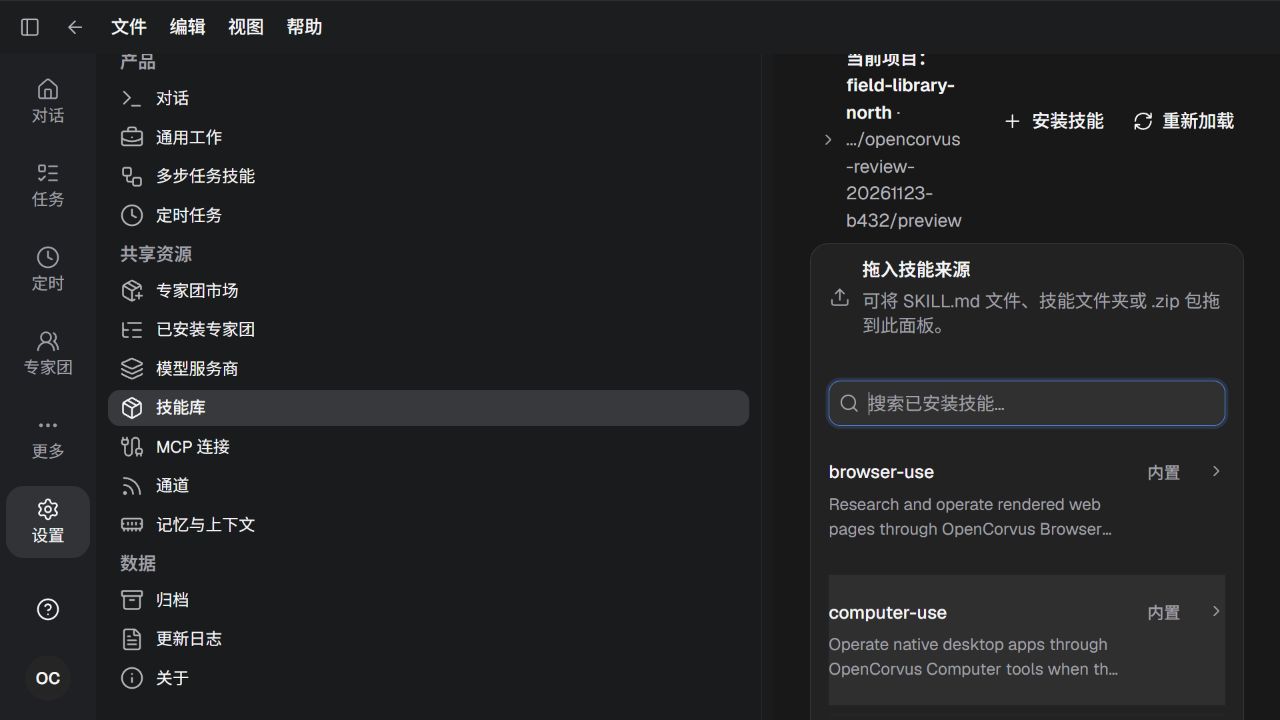 文件 编辑 视图 帮助
对话
任务
定时
专家团
更多
设置
OC
产品
对话
通用工作
多步任务技能
定时任务
共享资源
专家团市场
已安装专家团
模型服务商
技能库
MCP 连接
通道
记忆与上下文
数据
归档
更新日志
关于
当前项目：
field-library-
north ·
.../opencorvus
-review-
20261123-
b432/preview
安装技能
重新加载
拖入技能来源
可将 SKILL.md 文件、技能文件夹或 .zip 包拖
到此面板。
搜索已安装技能...
browser-use 内置
Research and operate rendered web
pages through OpenCorvus Browser...
computer-use 内置
Operate native desktop apps through
OpenCorvus Computer tools when th...